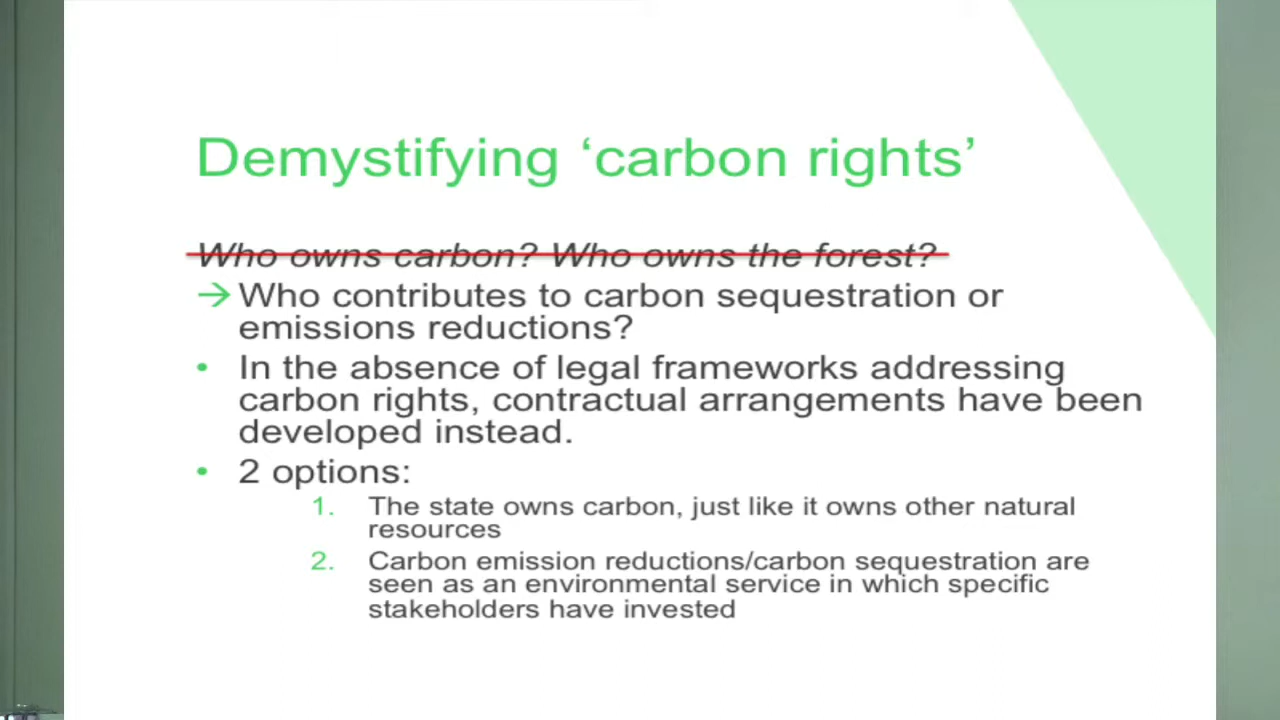 Demystifying ‘carbon rights’
Who owns carbon? Who owns the forest?
→ Who contributes to carbon sequestration or
emissions reductions?
• In the absence of legal frameworks addressing
carbon rights, contractual arrangements have been
developed instead.
• 2 options:
1. The state owns carbon, just like it owns other natural
resources
2. Carbon emission reductions/carbon sequestration are
seen as an environmental service in which specific
stakeholders have invested